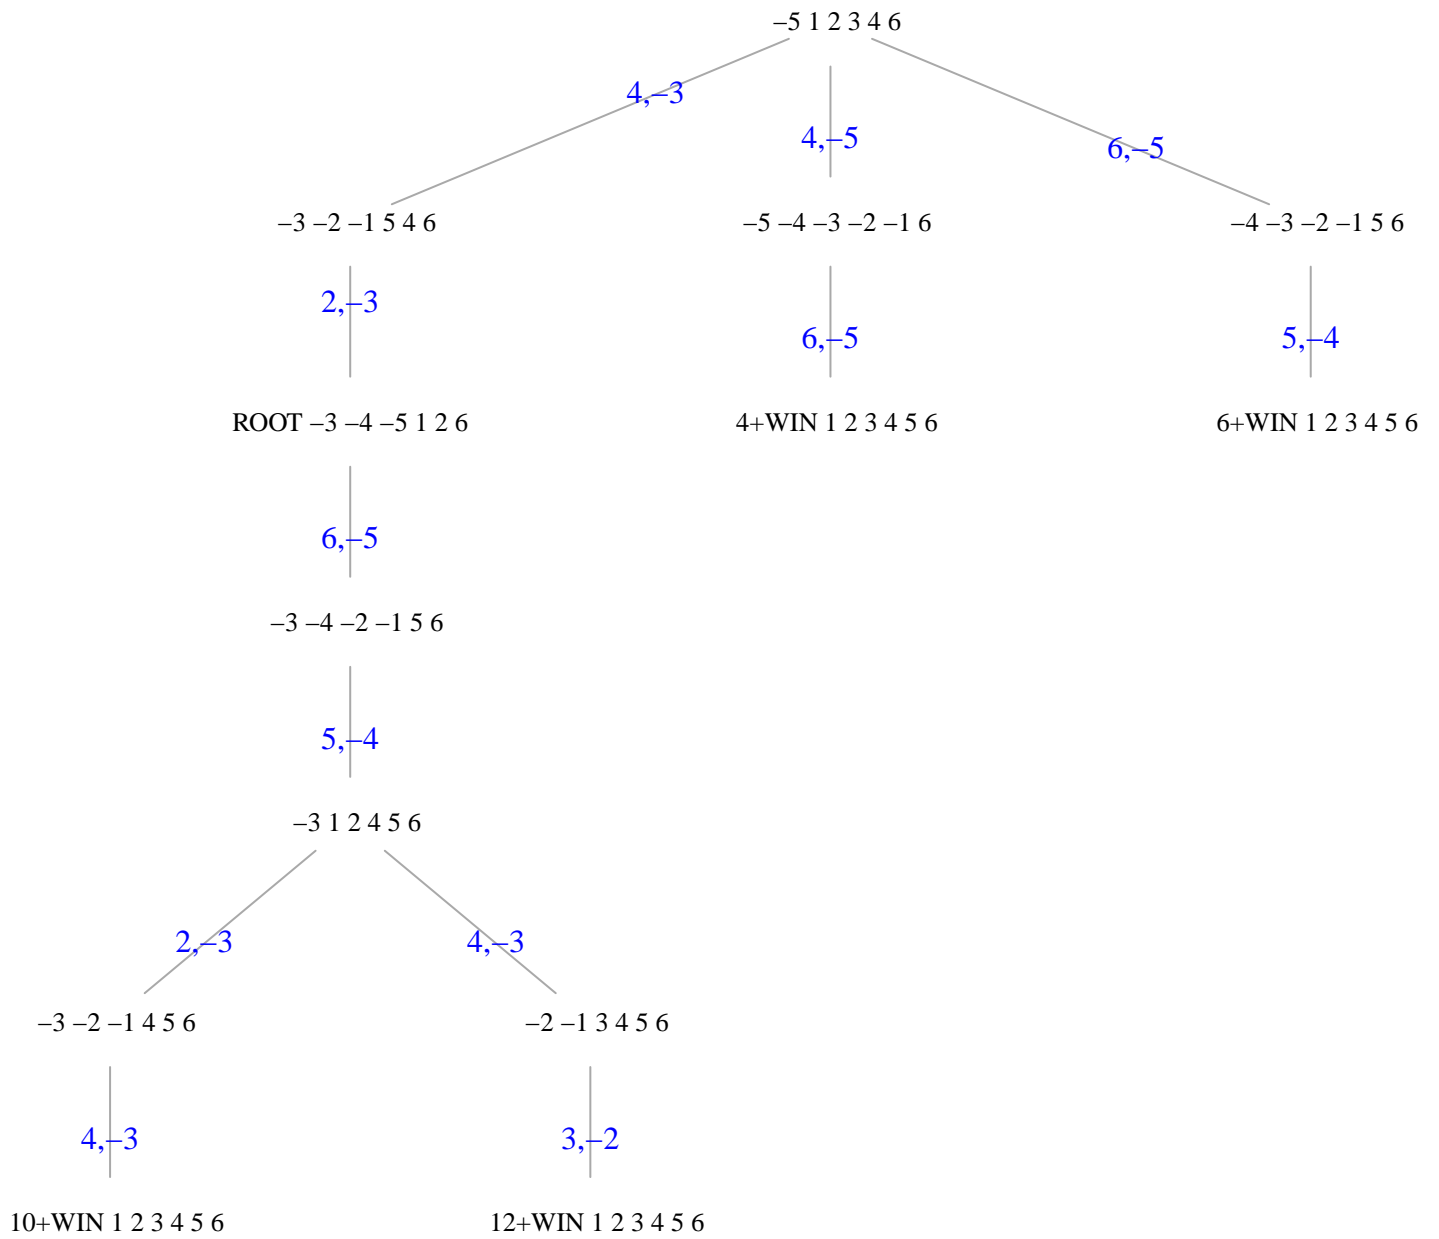 –5 1 2 3 4 6
4,–3
4,–5
6,–5
–3 –2 –1 5 4 6
–5 –4 –3 –2 –1 6
–4 –3 –2 –1 5 6
2,–3
6,–5
5,–4
ROOT –3 –4 –5 1 2 6
4+WIN 1 2 3 4 5 6
6+WIN 1 2 3 4 5 6
6,–5
–3 –4 –2 –1 5 6
5,–4
–3 1 2 4 5 6
2,–3
4,–3
–3 –2 –1 4 5 6
–2 –1 3 4 5 6
4,–3
3,–2
10+WIN 1 2 3 4 5 6
12+WIN 1 2 3 4 5 6